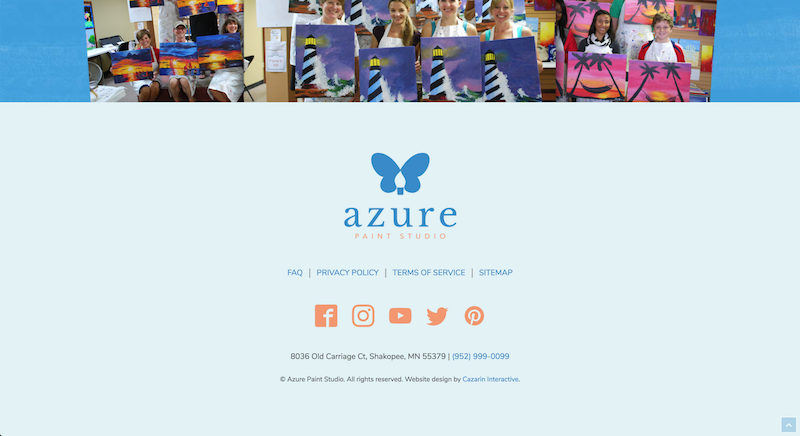 azure
PAINT STUDIO
FAQ | PRIVACY POLICY | TERMS OF SERVICE | SITEMAP
8036 Old Carriage Ct, Shakopee, MN 55379 | (952) 999-0099
© Azure Paint Studio. All rights reserved. Website design by Cazarin Interactive.